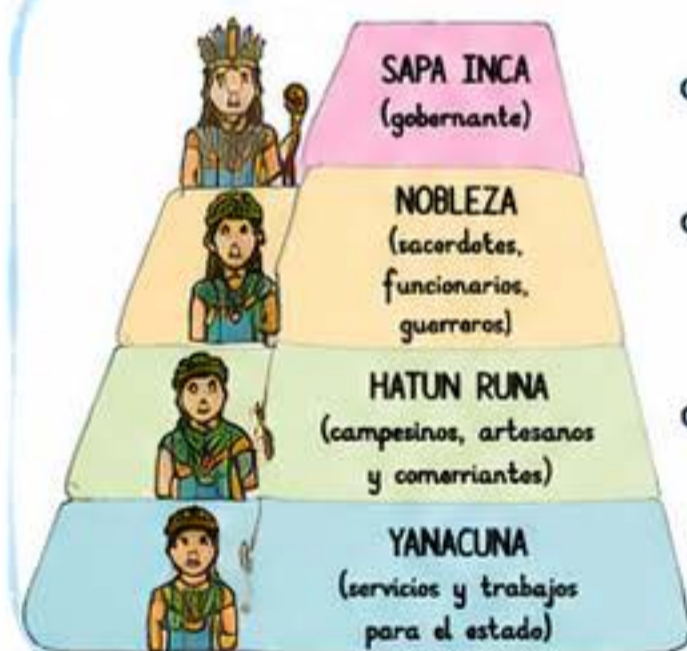 SAPA INCA
(gobernante)
NOBLEZA
(sacerdotes,
funcionarios,
guerreros)
HATUN RUNA
(campesinos, artesanos
y comerriantes)
YANACUNA
(servicios y trabajos
para el estado)